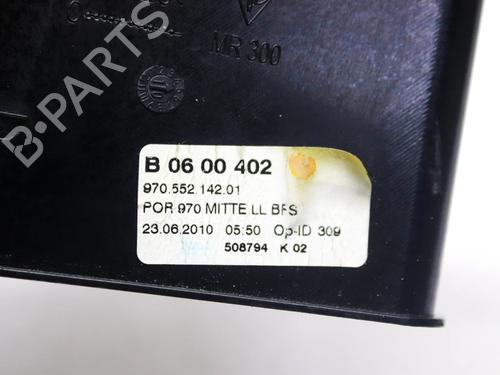 MR 300
B-PARTS
B 06 00 402
970.552.142.01
POR 970 MITTE LL BFS
23.06.2010 05:50 Op-ID 309
508794 K 02